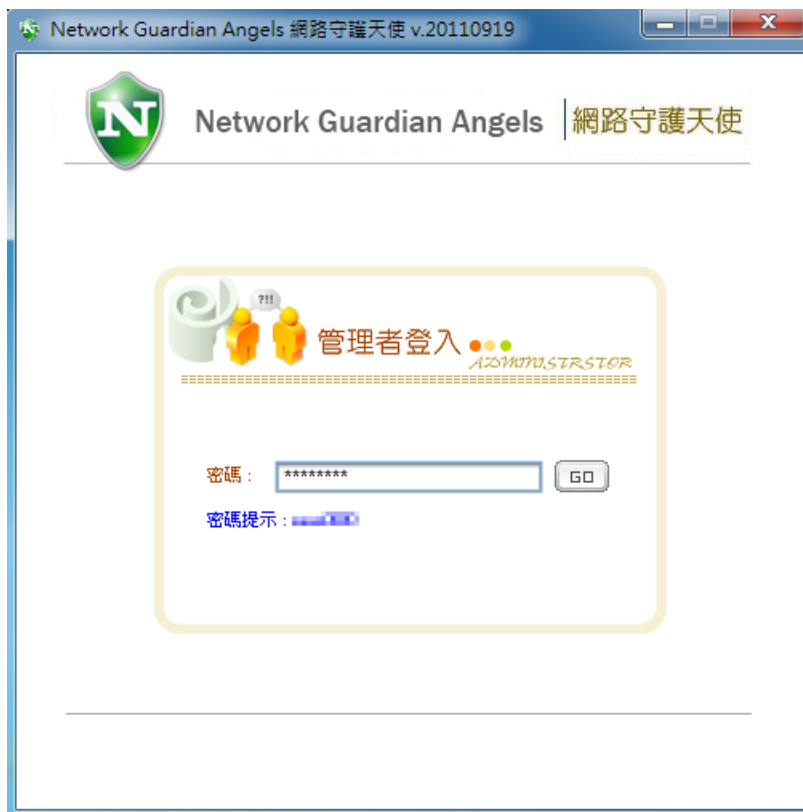 Network Guardian Angels 網路守護天使 v.20110919
N
Network Guardian Angels 網路守護天使
?!!
管理者登入
ADMINISTRSTOR
密碼： ******** GO
密碼提示：